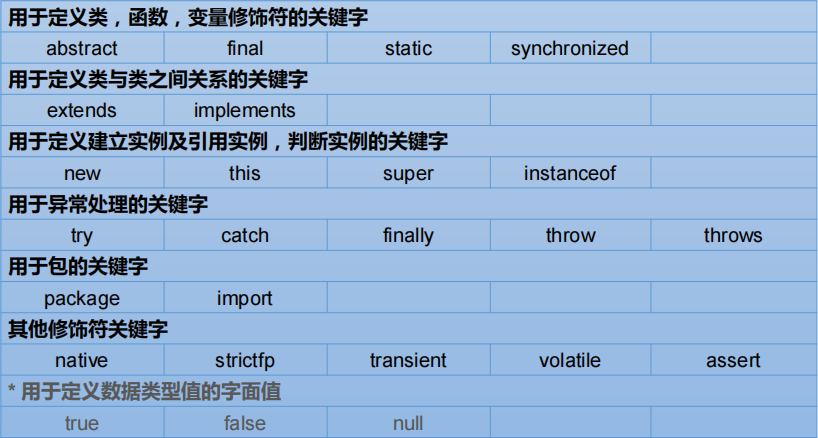 用于定义类，函数，变量修饰符的关键字
abstract final static synchronized
用于定义类与类之间关系的关键字
extends implements
用于定义建立实例及引用实例，判断实例的关键字
new this super instanceof
用于异常处理的关键字
try catch finally throw throws
用于包的关键字
package import
其他修饰符关键字
native strictfp transient volatile assert
* 用于定义数据类型值的字面值
true false null